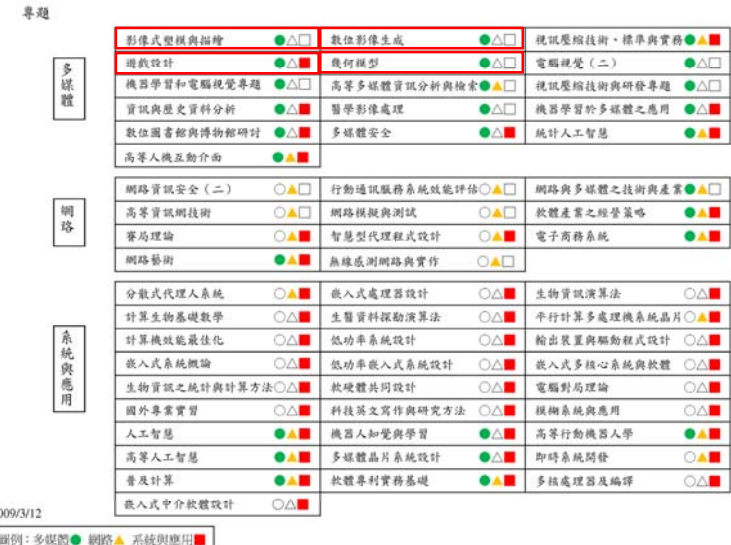 專題
多媒體
影像式塑模與描繪 ●△□ 數位影像生成 ●△□ 視訊壓縮技術、標準與實務●▲■
遊戲設計 ●△■ 幾何模型 ●△□ 電腦視覺（二） ●△□
機器學習和電腦視覺專題 ●△□ 高等多媒體資訊分析與檢索●▲□ 視訊壓縮技術與研發專題 ●△□
資訊與歷史資料分析 ●△■ 醫學影像處理 ●△□ 機器學習於多媒體之應用 ●△■
數位圖書館與博物館研討 ●△■ 多媒體安全 ●△■ 統計人工智慧 ●▲■
高等人機互動介面 ●▲■
網路
網路資訊安全（二） ○▲□ 行動通訊服務系統效能評估○▲□ 網路與多媒體之技術與產業●▲□
高等資訊網技術 ○▲□ 網路模擬與測試 ○▲□ 軟體產業之經營策略 ●▲■
賽局理論 ○▲■ 智慧型代理程式設計 ○▲■ 電子商務系統 ●▲■
網路藝術 ●▲■ 無線感測網路與實作 ○▲□
系統與應用
分散式代理人系統 ○▲■ 嵌入式處理器設計 ○△■ 生物資訊演算法 ○△■
計算生物基礎數學 ○△■ 生醫資料探勘演算法 ○△■ 平行計算多處理機系統晶片○▲■
計算機效能最佳化 ○△■ 低功率系統設計 ○△■ 輸出裝置與驅動程式設計 ○△■
嵌入式系統概論 ○△■ 低功率嵌入式系統設計 ○△■ 嵌入式多核心系統與軟體 ○△■
生物資訊之統計與計算方法○△■ 軟硬體共同設計 ○△■ 電腦對局理論 ○△■
國外專業實習 ○△■ 科技英文寫作與研究方法 ○△■ 模糊系統與應用 ○△■
人工智慧 ●▲■ 機器人知覺與學習 ●△■ 高等行動機器人學 ●▲■
高等人工智慧 ●▲■ 多媒體晶片系統設計 ●△■ 即時系統開發 ○▲■
普及計算 ●▲■ 軟體專利實務基礎 ●▲■ 多核處理器及編譯 ○△■
嵌入式中介軟體設計 ○△■
009/3/12
圖例：多媒體● 網路▲ 系統與應用■